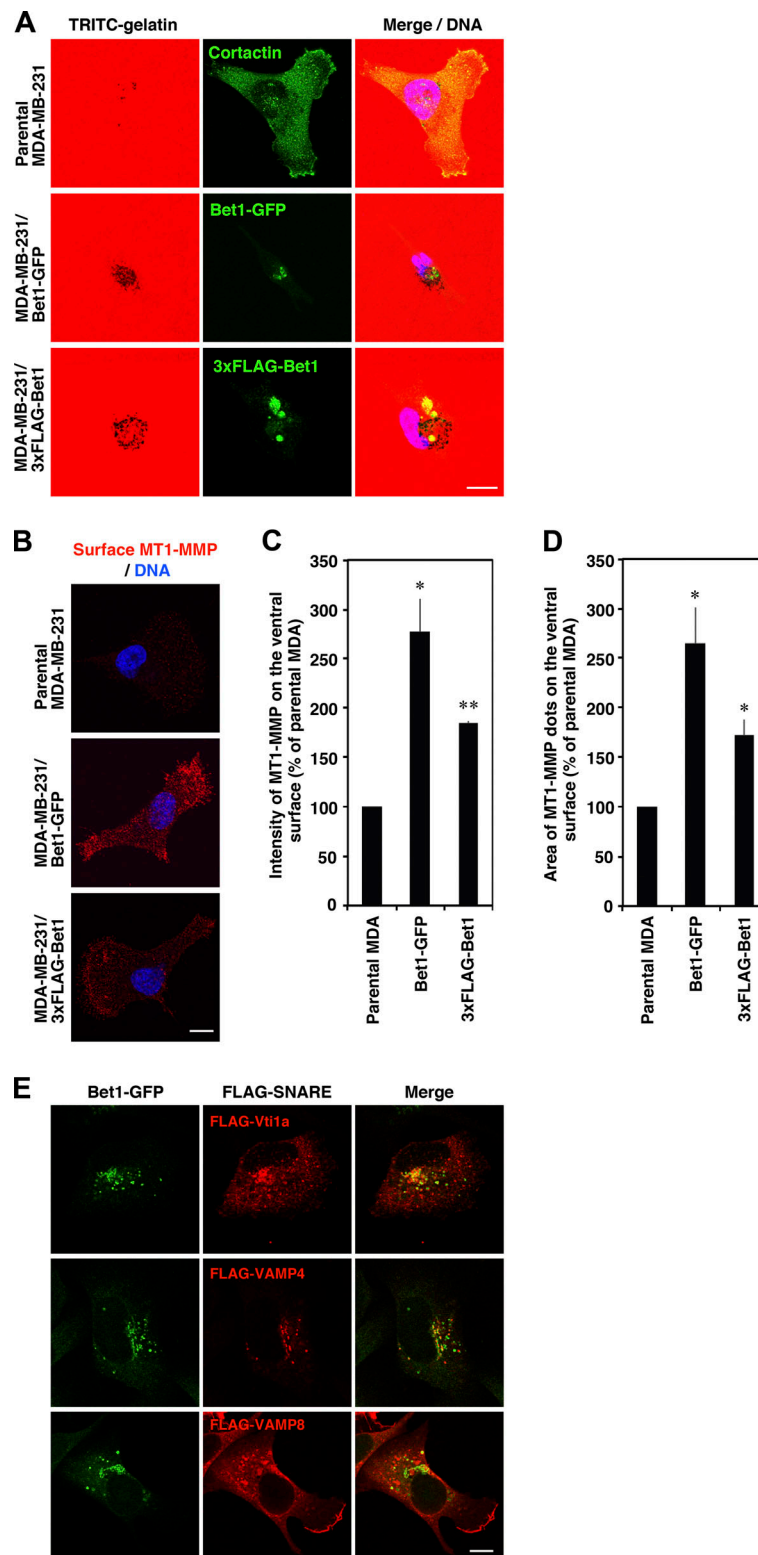 A
TRITC-gelatin
Merge / DNA
Parental
MDA-MB-231
Cortactin
MDA-MB-231/
Bet1-GFP
Bet1-GFP
MDA-MB-231/
3xFLAG-Bet1
3xFLAG-Bet1
B
Surface MT1-MMP
/ DNA
Parental
MDA-MB-231
MDA-MB-231/
Bet1-GFP
MDA-MB-231/
3xFLAG-Bet1
C
Intensity of MT1-MMP on the ventral
surface (% of parental MDA)
350
300
250
200
150
100
50
0
*
**
Parental MDA
Bet1-GFP
3xFLAG-Bet1
D
Area of MT1-MMP dots on the ventral
surface (% of parental MDA)
350
300
250
200
150
100
50
0
*
*
Parental MDA
Bet1-GFP
3xFLAG-Bet1
E
Bet1-GFP
FLAG-SNARE
Merge
FLAG-Vti1a
FLAG-VAMP4
FLAG-VAMP8